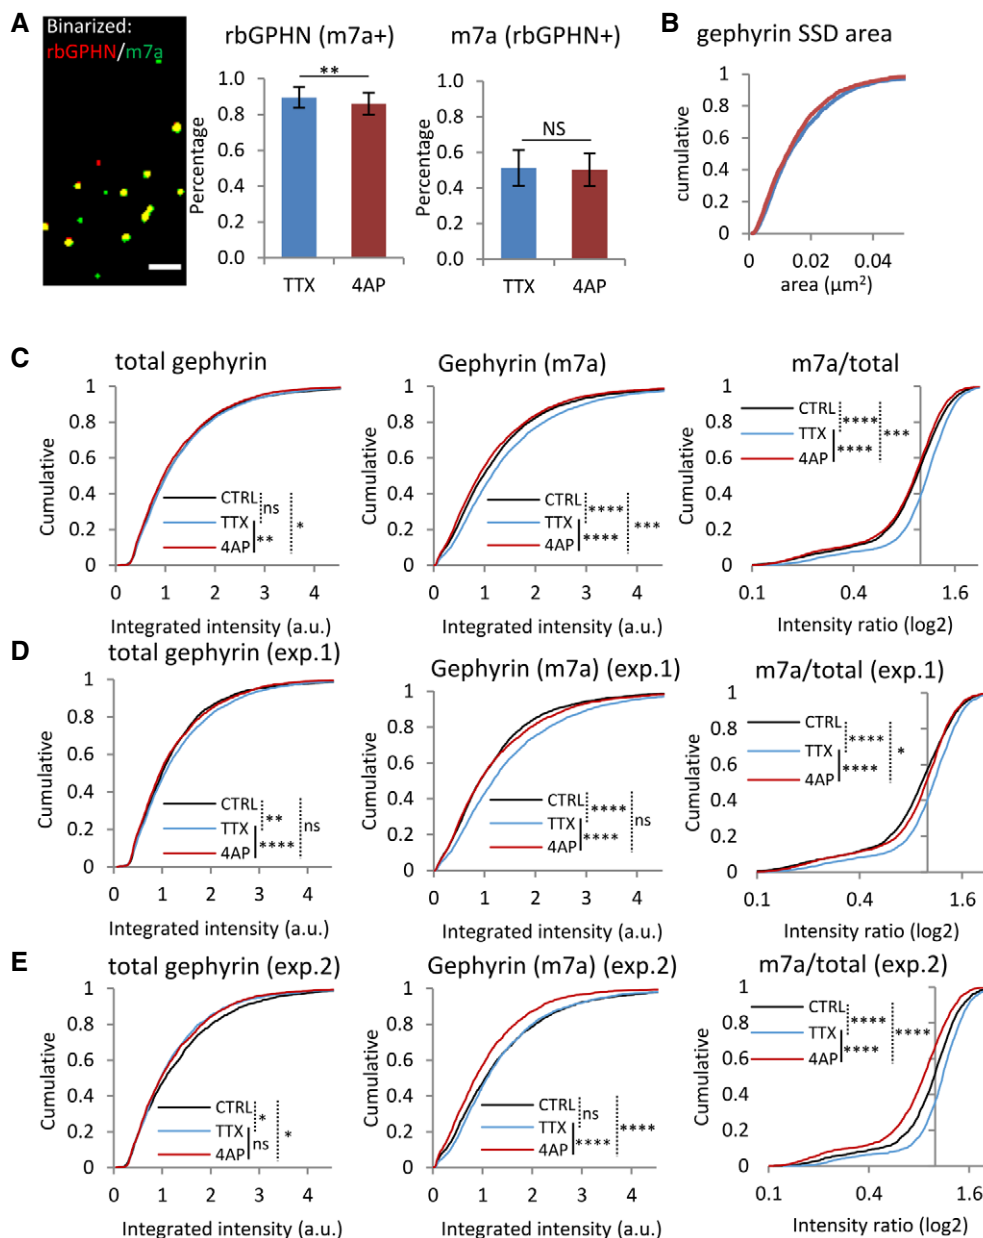 A
Binarized:
rbGPHN/m7a
rbGPHN (m7a+)
**
Percentage
1.0
0.8
0.6
0.4
0.2
0.0
TTX 4AP
m7a (rbGPHN+)
NS
Percentage
1.0
0.8
0.6
0.4
0.2
0.0
TTX 4AP
B
gephyrin SSD area
cumulative
1
0.8
0.6
0.4
0.2
0
0 0.02 0.04
area (µm²)
C
total gephyrin
Cumulative
1
0.8
0.6
0.4
0.2
0
CTRL
TTX
4AP
ns
**
*
0 1 2 3 4
Integrated intensity (a.u.)
Gephyrin (m7a)
Cumulative
1
0.8
0.6
0.4
0.2
0
CTRL
TTX
4AP
****
****
***
0 1 2 3 4
Integrated intensity (a.u.)
m7a/total
Cumulative
1
0.8
0.6
0.4
0.2
0
CTRL
TTX
4AP
****
****
***
0.1 0.4 1.6
Intensity ratio (log2)
D
total gephyrin (exp.1)
Cumulative
1
0.8
0.6
0.4
0.2
0
CTRL
TTX
4AP
**
****
ns
0 1 2 3 4
Integrated intensity (a.u.)
Gephyrin (m7a) (exp.1)
Cumulative
1
0.8
0.6
0.4
0.2
0
CTRL
TTX
4AP
****
****
ns
0 1 2 3 4
Integrated intensity (a.u.)
m7a/total (exp.1)
Cumulative
1
0.8
0.6
0.4
0.2
0
CTRL
TTX
4AP
****
****
*
0.1 0.4 1.6
Intensity ratio (log2)
E
total gephyrin (exp.2)
Cumulative
1
0.8
0.6
0.4
0.2
0
CTRL
TTX
4AP
*
ns
*
0 1 2 3 4
Integrated intensity (a.u.)
Gephyrin (m7a) (exp.2)
Cumulative
1
0.8
0.6
0.4
0.2
0
CTRL
TTX
4AP
ns
****
****
0 1 2 3 4
Integrated intensity (a.u.)
m7a/total (exp.2)
Cumulative
1
0.8
0.6
0.4
0.2
0
CTRL
TTX
4AP
****
****
****
0.1 0.4 1.6
Intensity ratio (log2)